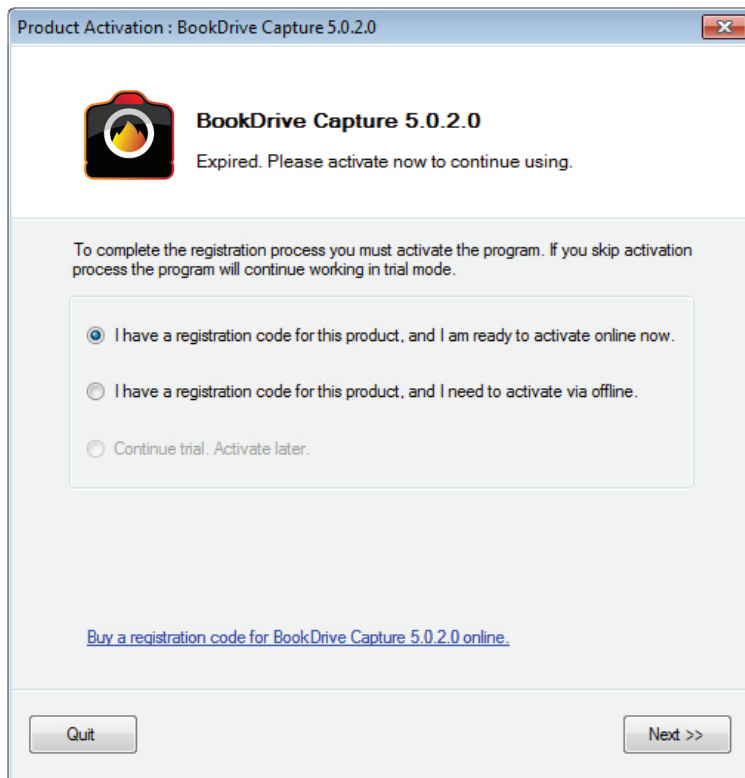 Product Activation : BookDrive Capture 5.0.2.0
BookDrive Capture 5.0.2.0
Expired. Please activate now to continue using.
To complete the registration process you must activate the program. If you skip activation
process the program will continue working in trial mode.
I have a registration code for this product, and I am ready to activate online now.
I have a registration code for this product, and I need to activate via offline.
Continue trial. Activate later.
Buy a registration code for BookDrive Capture 5.0.2.0 online.
Quit
Next >>